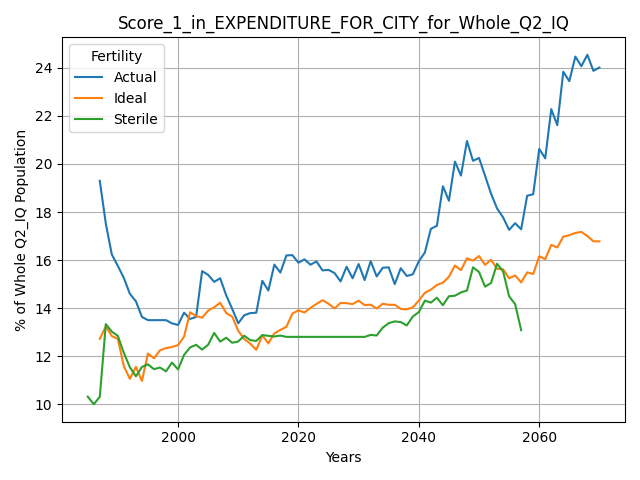 Score_1_in_EXPENDITURE_FOR_CITY_for_Whole_Q2_IQ
Fertility
Actual
Ideal
Sterile
% of Whole Q2_IQ Population
24
22
20
18
16
14
12
10
2000 2020 2040 2060
Years